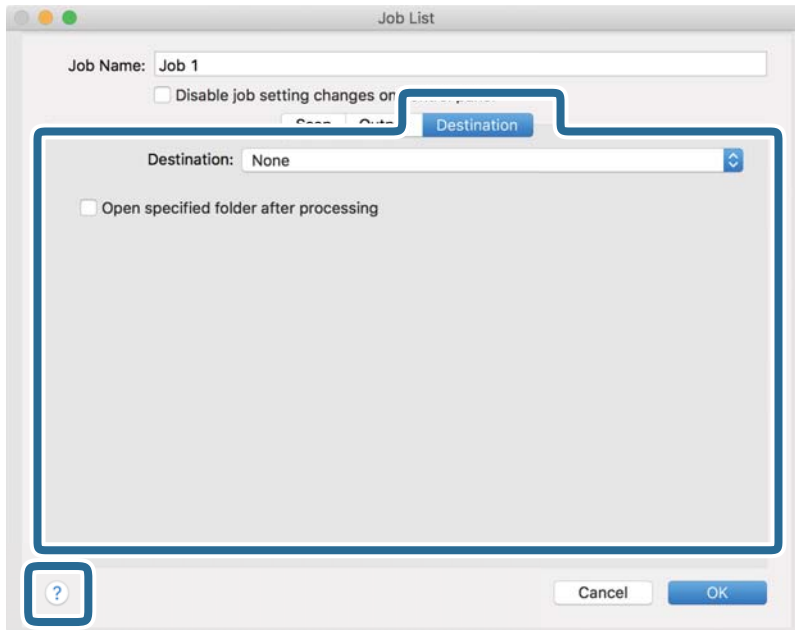 Job List
Job Name: Job 1
Disable job setting changes on
Destination
Destination: None
Open specified folder after processing
?
Cancel OK